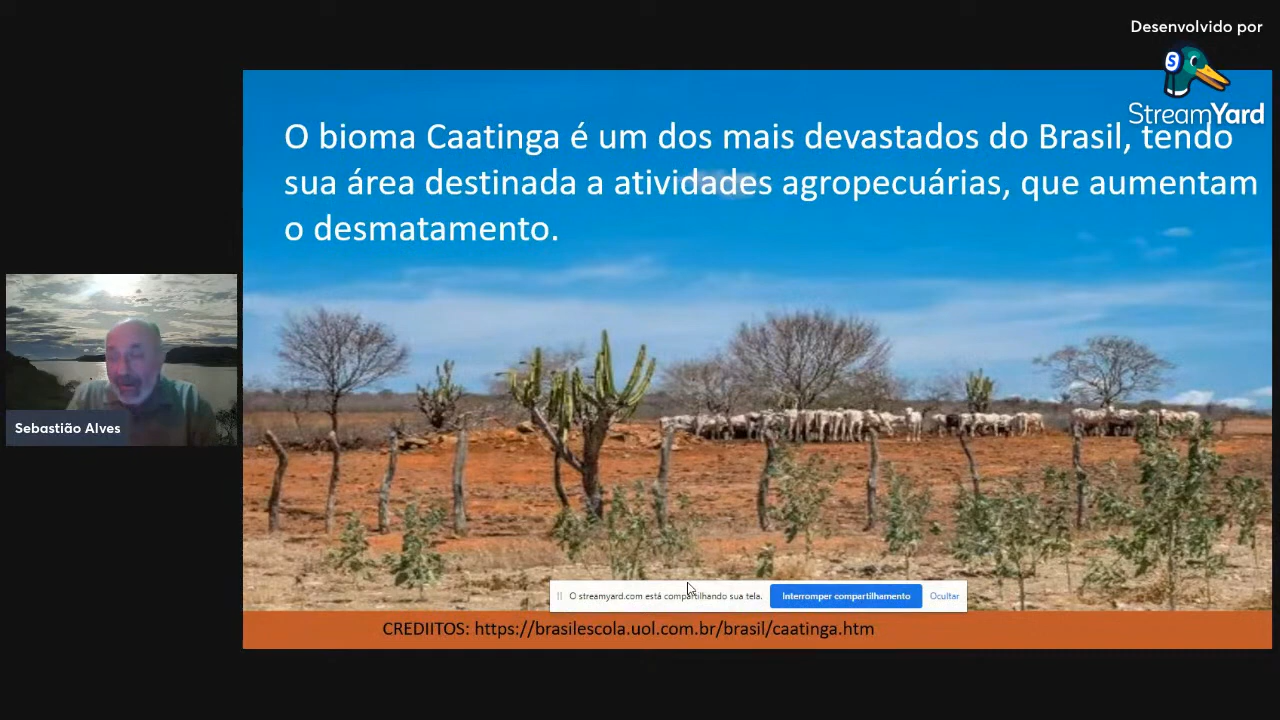 Desenvolvido por
StreamYard
O bioma Caatinga é um dos mais devastados do Brasil, tendo
sua área destinada a atividades agropecuárias, que aumentam
o desmatamento.
Sebastião Alves
O streamyard.com está compartilhando sua tela.
Interromper compartilhamento
Ocultar
CREDIITOS: https://brasilescola.uol.com.br/brasil/caatinga.htm